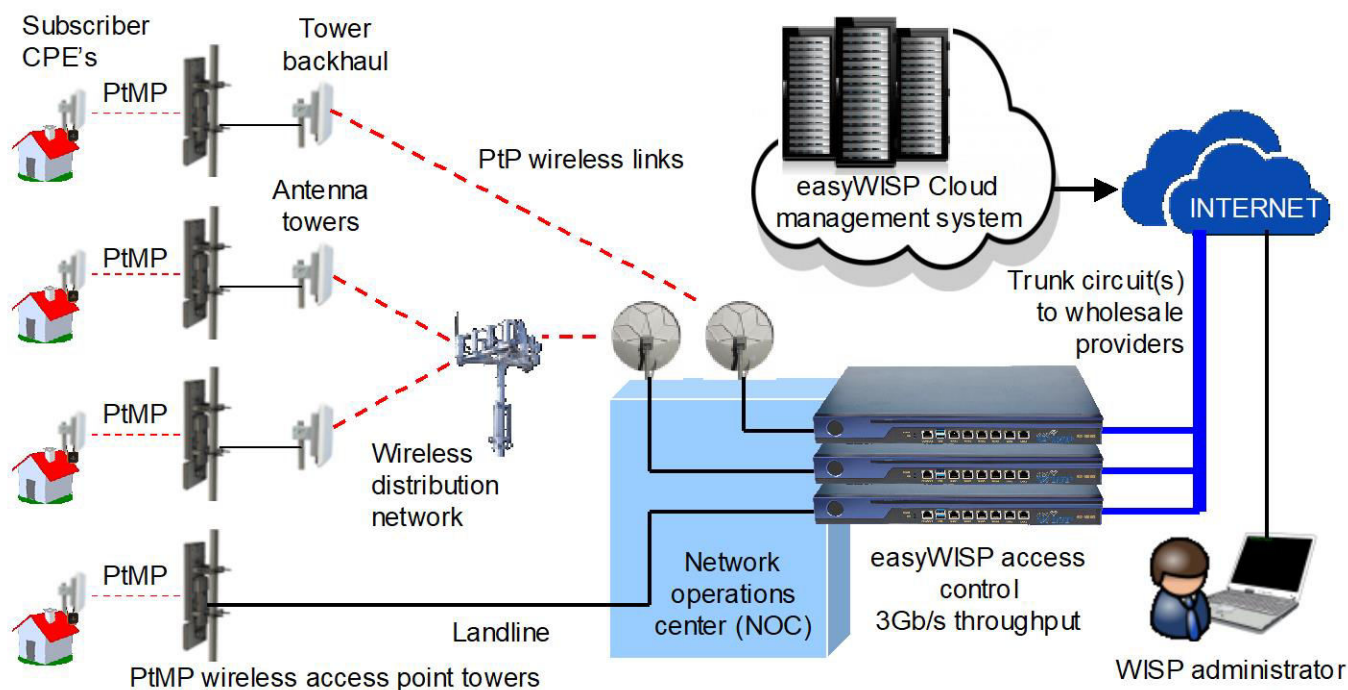 Subscriber
CPE's
Tower
backhaul
PtMP
PtP wireless links
easyWISP Cloud
management system
INTERNET
Antenna
towers
PtMP
Trunk circuit(s)
to wholesale
providers
PtMP
Wireless
distribution
network
PtMP
Landline
Network
operations
center (NOC)
easyWISP access
control
3Gb/s throughput
PtMP wireless access point towers
WISP administrator